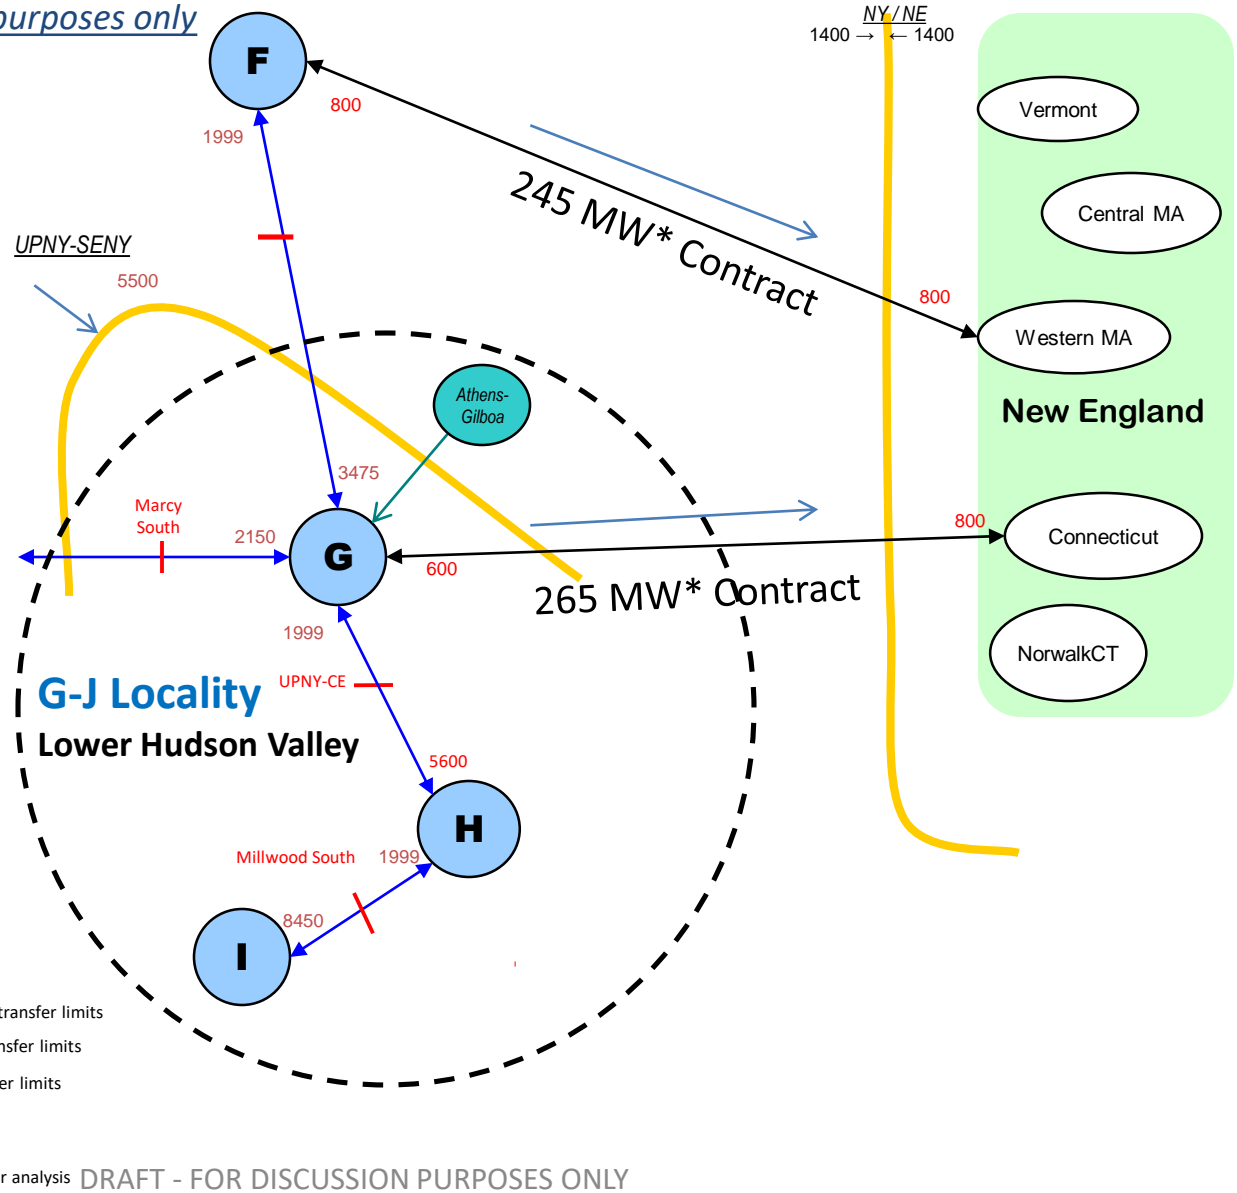 purposes only
NY / NE
1400 → ← 1400
F
800
1999
Vermont
Central MA
245 MW* Contract
UPNY-SENY
5500
800
Western MA
New England
Athens-
Gilboa
3475
Marcy
South
2150
G
600
800
Connecticut
265 MW* Contract
1999
UPNY-CE
NorwalkCT
G-J Locality
Lower Hudson Valley
5600
H
Millwood South
1999
8450
I
transfer limits
nsfer limits
er limits
r analysis
DRAFT - FOR DISCUSSION PURPOSES ONLY